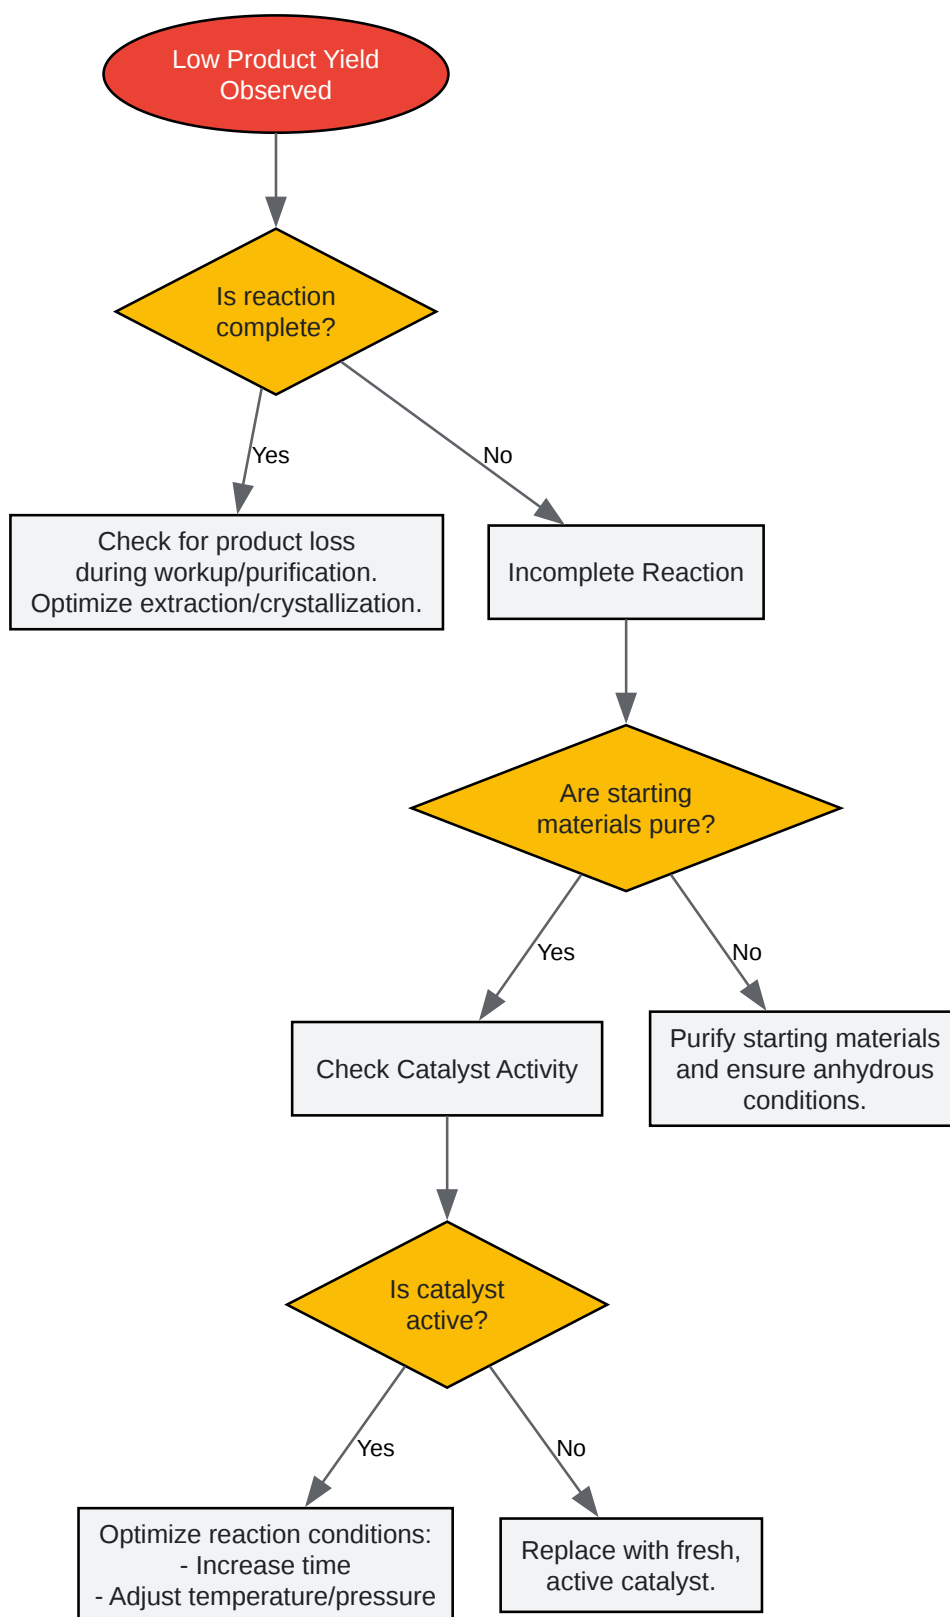 Low Product Yield
Observed
Is reaction
complete?
Yes
No
Check for product loss
during workup/purification.
Optimize extraction/crystallization.
Incomplete Reaction
Are starting
materials pure?
Yes
No
Check Catalyst Activity
Purify starting materials
and ensure anhydrous
conditions.
Is catalyst
active?
Yes
No
Optimize reaction conditions:
- Increase time
- Adjust temperature/pressure
Replace with fresh,
active catalyst.